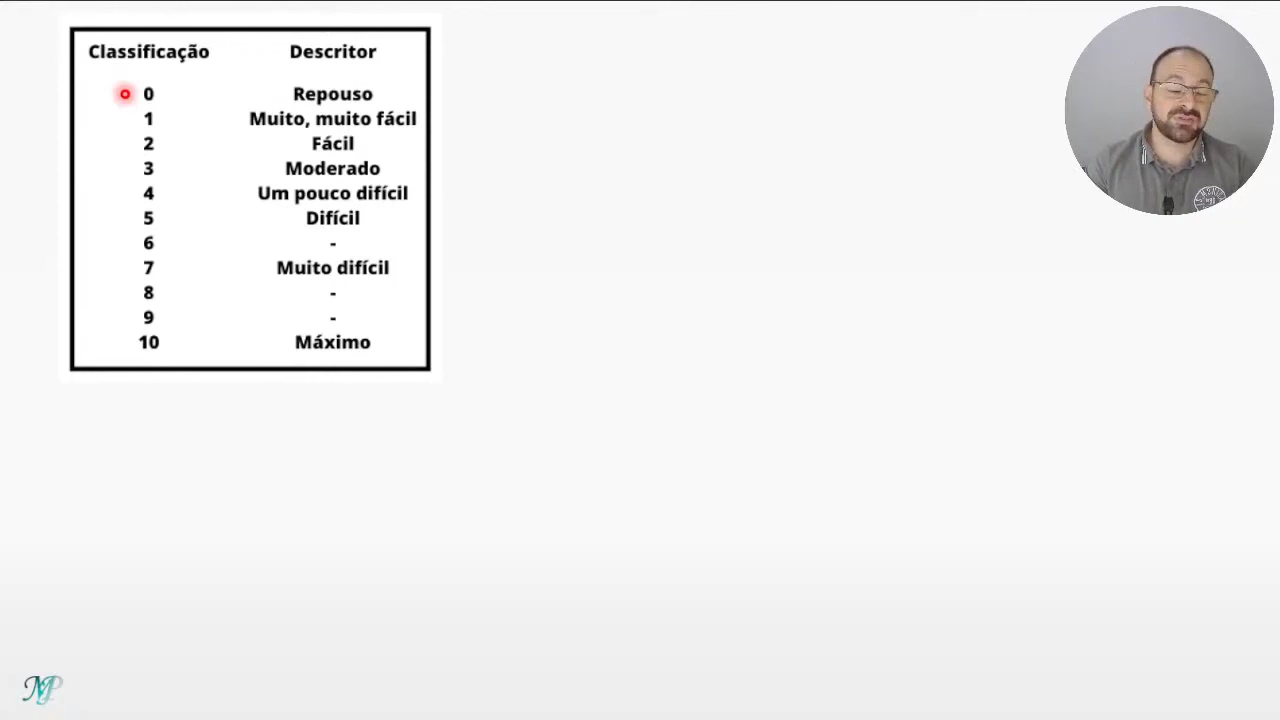 Classificação Descritor
0 Repouso
1 Muito, muito fácil
2 Fácil
3 Moderado
4 Um pouco difícil
5 Difícil
6 -
7 Muito difícil
8 -
9 -
10 Máximo
MP